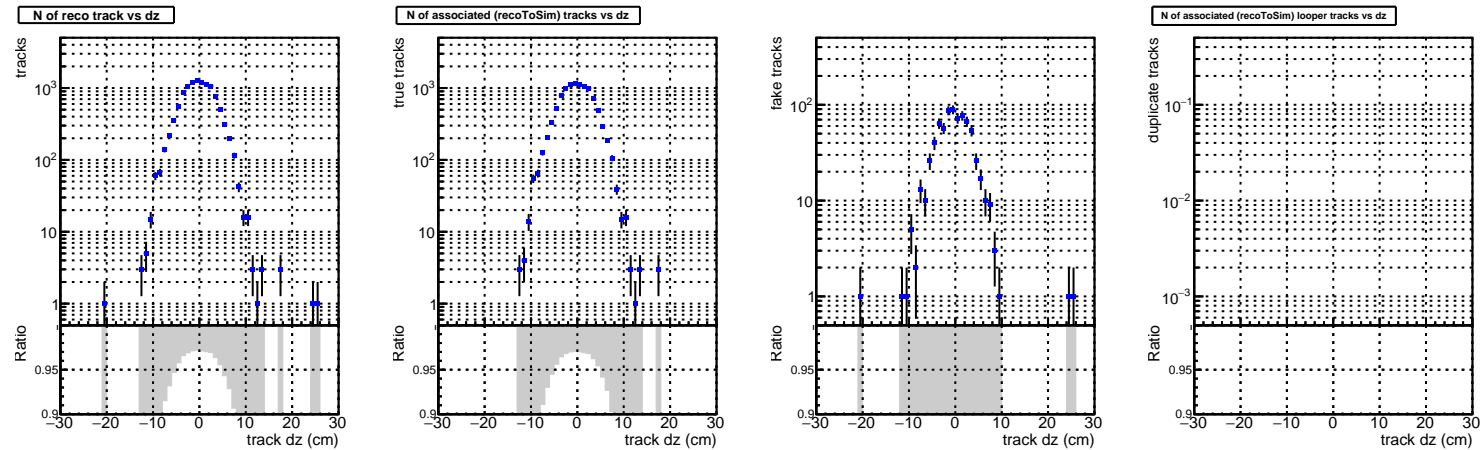 N of reco track vs dz
tracks
10³
10²
10
1
Ratio
1
0.95
0.9
−30 −20 −10 0 10 20 30
track dz (cm)
N of associated (recoToSim) tracks vs dz
true tracks
10³
10²
10
1
Ratio
1
0.95
0.9
−30 −20 −10 0 10 20 30
track dz (cm)
fake tracks
10²
10
1
Ratio
1
0.95
0.9
−30 −20 −10 0 10 20 30
track dz (cm)
N of associated (recoToSim) looper tracks vs dz
duplicate tracks
10⁻¹
10⁻²
10⁻³
Ratio
1
0.95
0.9
−30 −20 −10 0 10 20 30
track dz (cm)